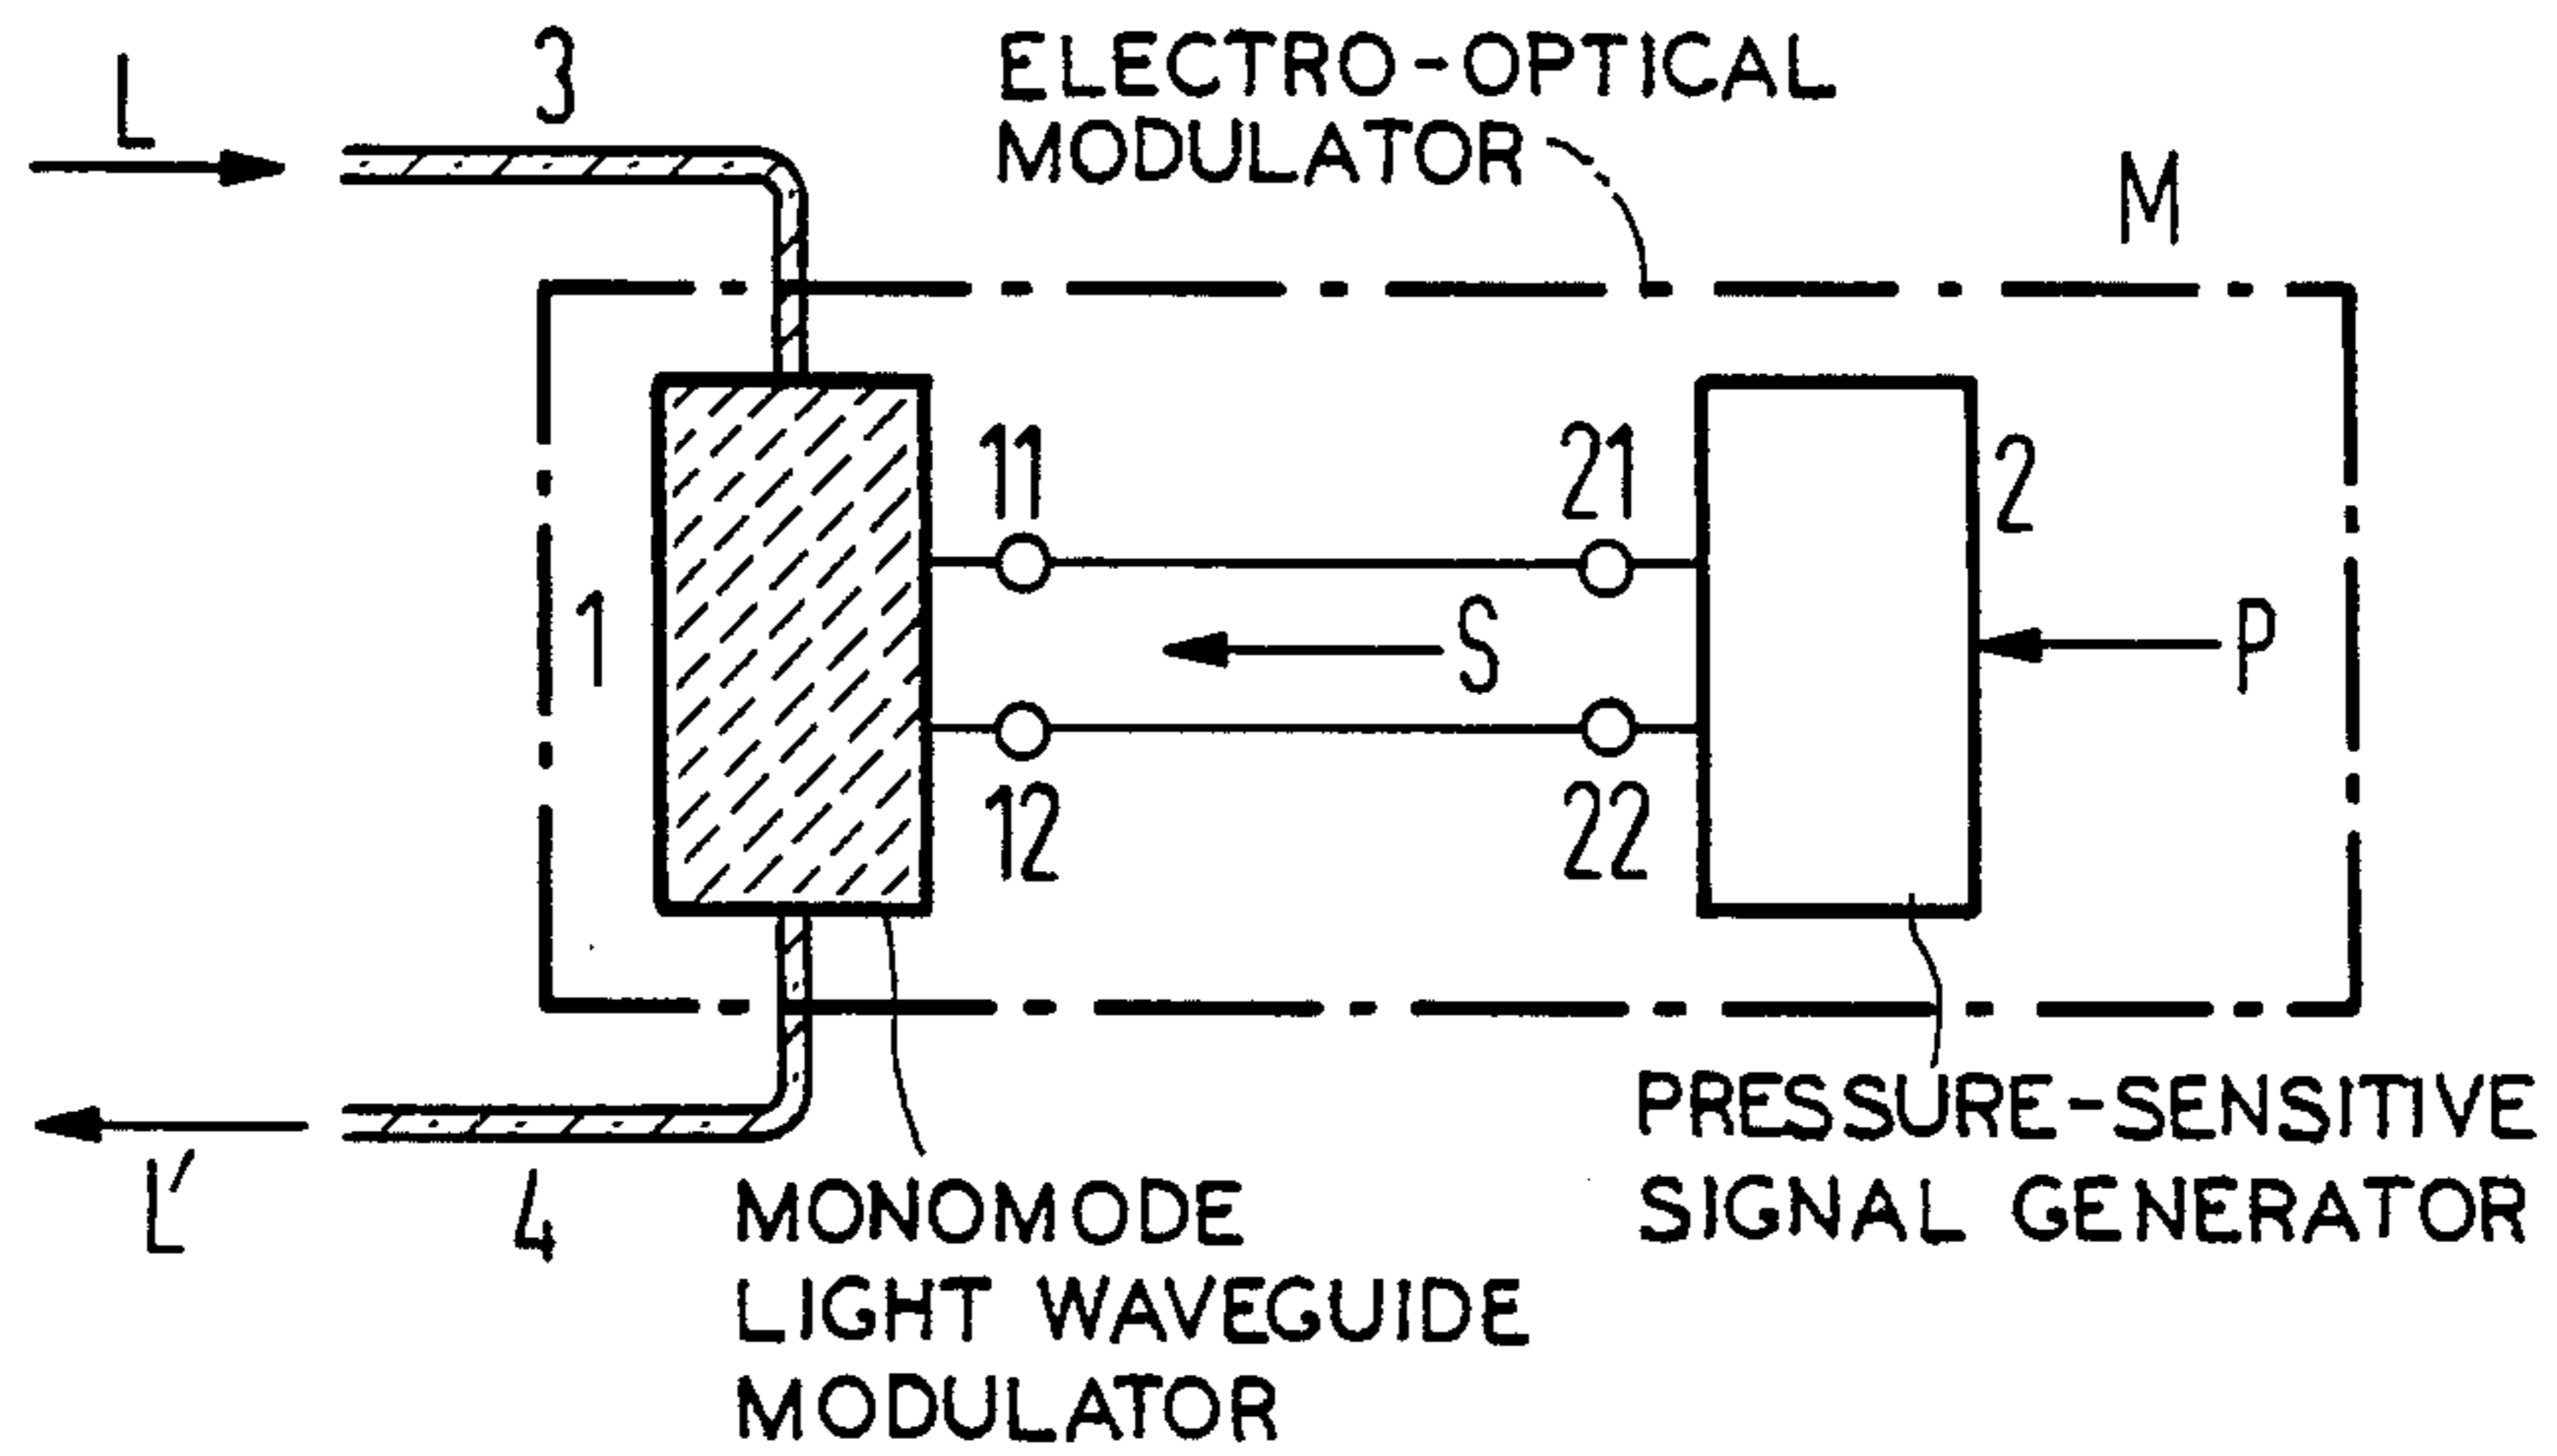 L
3
ELECTRO-OPTICAL
MODULATOR
M
11
21
2
1
S
P
12
22
L'
4
MONOMODE
LIGHT WAVEGUIDE
MODULATOR
PRESSURE-SENSITIVE
SIGNAL GENERATOR